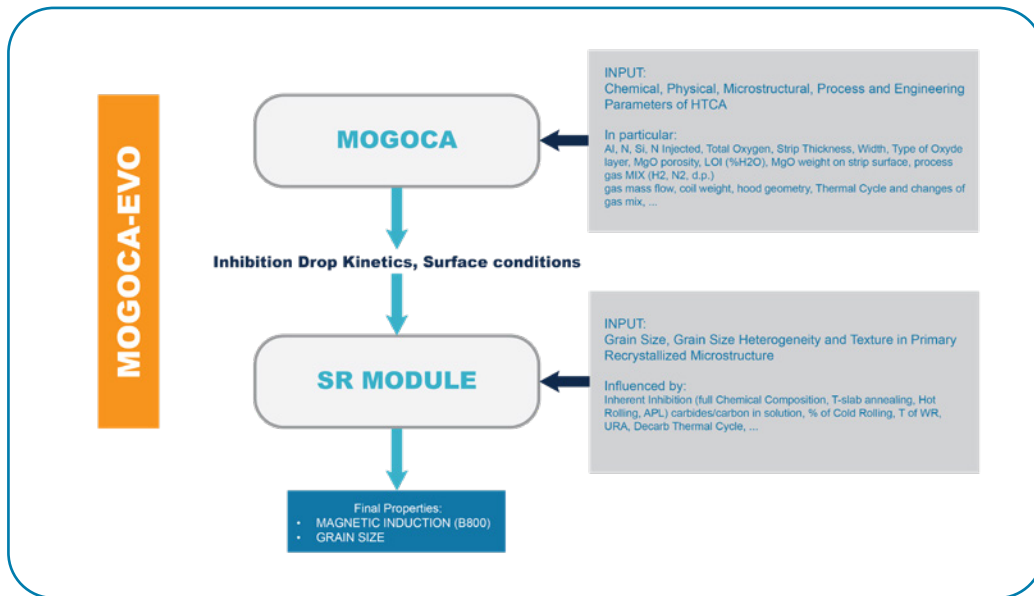 MOGOCA-EVO
MOGOCA
INPUT:
Chemical, Physical, Microstructural, Process and Engineering
Parameters of HTCA
In particular:
Al, N, Si, N Injected, Total Oxygen, Strip Thickness, Width, Type of Oxyde
layer, MgO porosity, LOI (%H2O), MgO weight on strip surface, process
gas MIX (H2, N2, d.p.)
gas mass flow, coil weight, hood geometry, Thermal Cycle and changes of
gas mix, ...
Inhibition Drop Kinetics, Surface conditions
SR MODULE
INPUT:
Grain Size, Grain Size Heterogeneity and Texture in Primary
Recrystallized Microstructure
Influenced by:
Inherent Inhibition (full Chemical Composition, T-slab annealing, Hot
Rolling, APL) carbides/carbon in solution, % of Cold Rolling, T of WR,
URA, Decarb Thermal Cycle, ...
Final Properties:
• MAGNETIC INDUCTION (B800)
• GRAIN SIZE